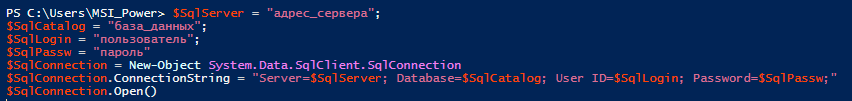 PS C:\Users\MSI_Power> $SqlServer = "адрес_сервера";
$SqlCatalog = "база_данных";
$SqlLogin = "пользователь";
$SqlPassw = "пароль"
$SqlConnection = New-Object System.Data.SqlClient.SqlConnection
$SqlConnection.ConnectionString = "Server=$SqlServer; Database=$SqlCatalog; User ID=$SqlLogin; Password=$SqlPassw;"
$SqlConnection.Open()